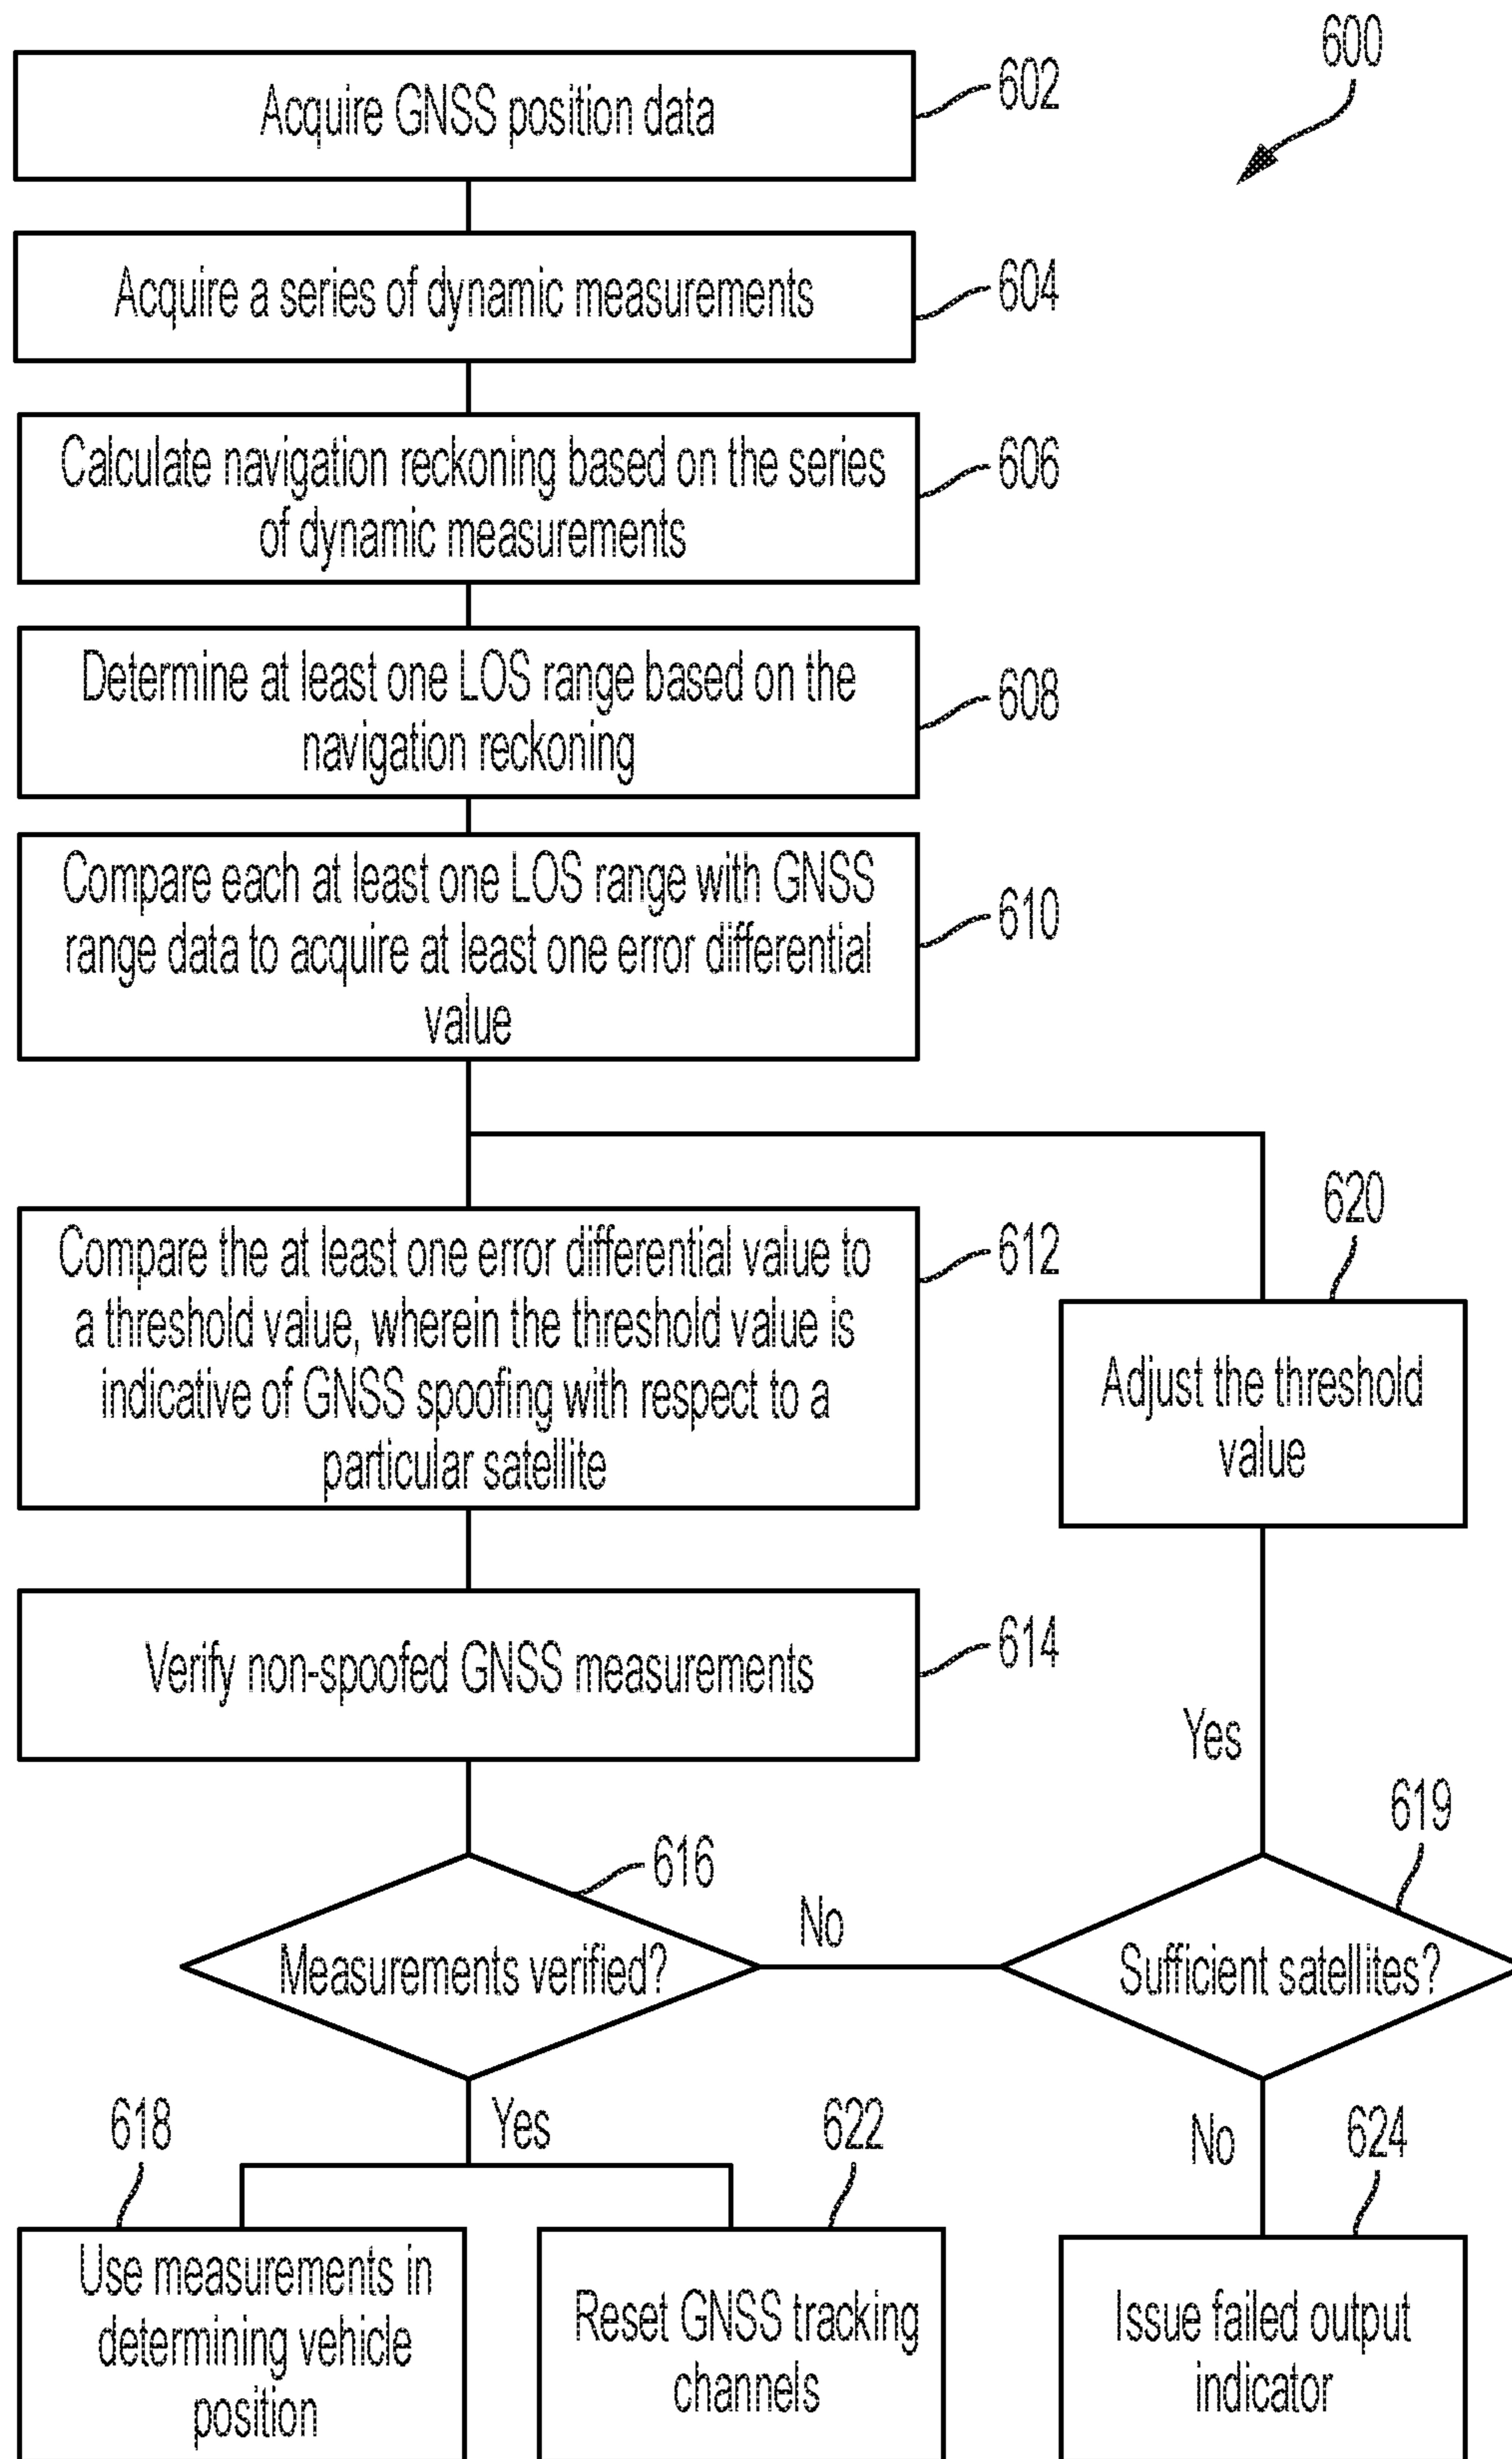 600
Acquire GNSS position data
602
Acquire a series of dynamic measurements
604
Calculate navigation reckoning based on the series
of dynamic measurements
606
Determine at least one LOS range based on the
navigation reckoning
608
Compare each at least one LOS range with GNSS
range data to acquire at least one error differential
value
610
Compare the at least one error differential value to
a threshold value, wherein the threshold value is
indicative of GNSS spoofing with respect to a
particular satellite
612
620
Adjust the threshold
value
Verify non-spoofed GNSS measurements
614
Yes
616
Measurements verified?
No
619
Sufficient satellites?
Yes
No
618
Use measurements in
determining vehicle
position
622
Reset GNSS tracking
channels
624
Issue failed output
indicator